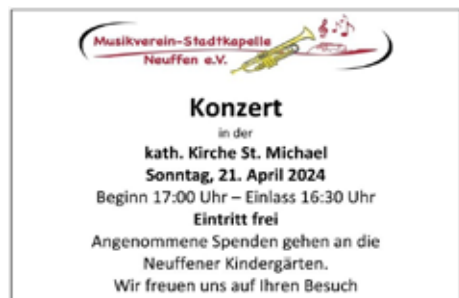 Musikverein-Stadtkapelle
Neuffen e.V.
Konzert
in der
kath. Kirche St. Michael
Sonntag, 21. April 2024
Beginn 17:00 Uhr – Einlass 16:30 Uhr
Eintritt frei
Angenommene Spenden gehen an die
Neuffener Kindergärten.
Wir freuen uns auf Ihren Besuch